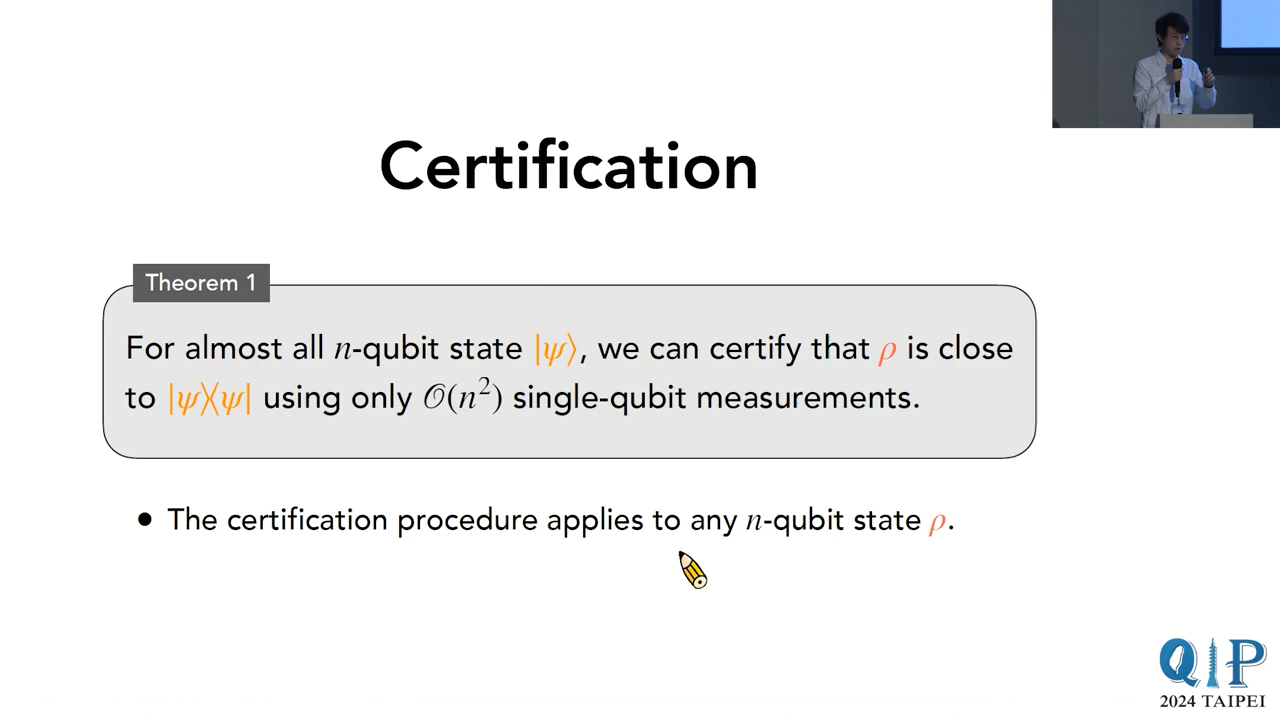 Certification
Theorem 1
For almost all n-qubit state |ψ⟩, we can certify that ρ is close
to |ψ⟩⟨ψ| using only 𝒪(n²) single-qubit measurements.
• The certification procedure applies to any n-qubit state ρ.
QIP
2024 TAIPEI